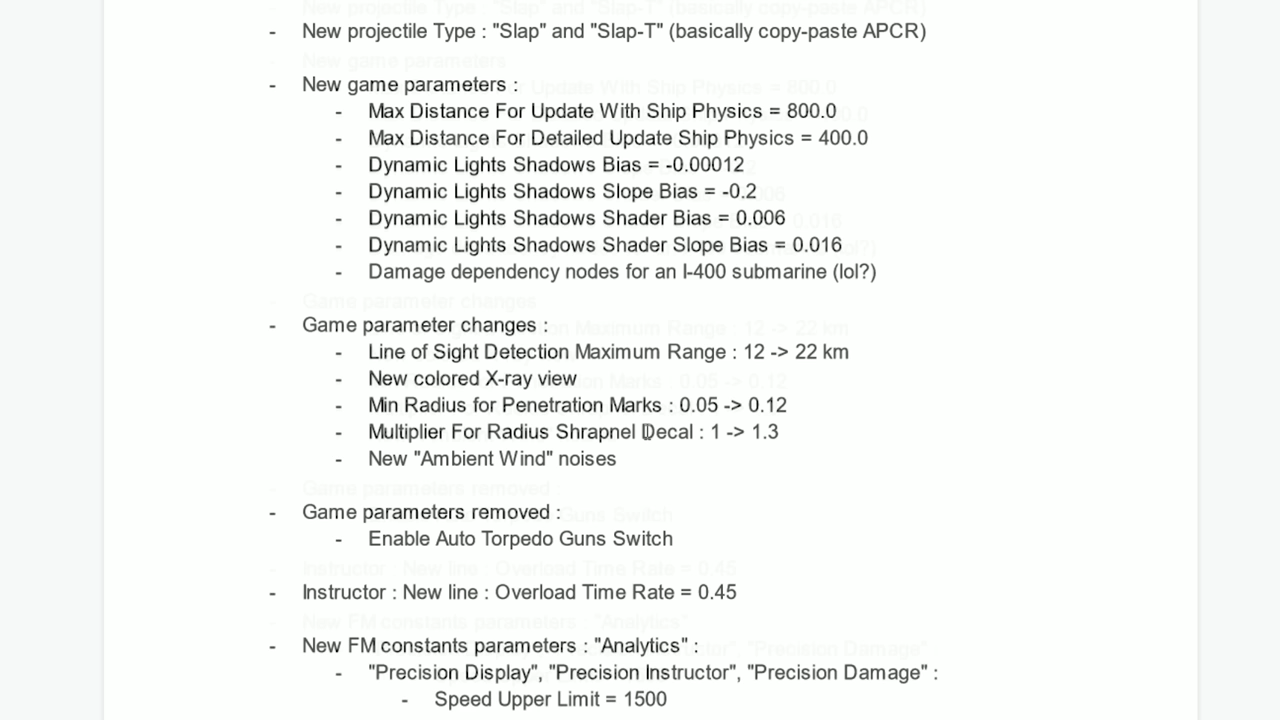 - New projectile Type : "Slap" and "Slap-T" (basically copy-paste APCR)
- New game parameters :
- Max Distance For Update With Ship Physics = 800.0
- Max Distance For Detailed Update Ship Physics = 400.0
- Dynamic Lights Shadows Bias = -0.00012
- Dynamic Lights Shadows Slope Bias = -0.2
- Dynamic Lights Shadows Shader Bias = 0.006
- Dynamic Lights Shadows Shader Slope Bias = 0.016
- Damage dependency nodes for an I-400 submarine (lol?)
- Game parameter changes :
- Line of Sight Detection Maximum Range : 12 -> 22 km
- New colored X-ray view
- Min Radius for Penetration Marks : 0.05 -> 0.12
- Multiplier For Radius Shrapnel Decal : 1 -> 1.3
- New "Ambient Wind" noises
- Game parameters removed :
- Enable Auto Torpedo Guns Switch
- Instructor : New line : Overload Time Rate = 0.45
- New FM constants parameters : "Analytics" :
- "Precision Display", "Precision Instructor", "Precision Damage" :
- Speed Upper Limit = 1500